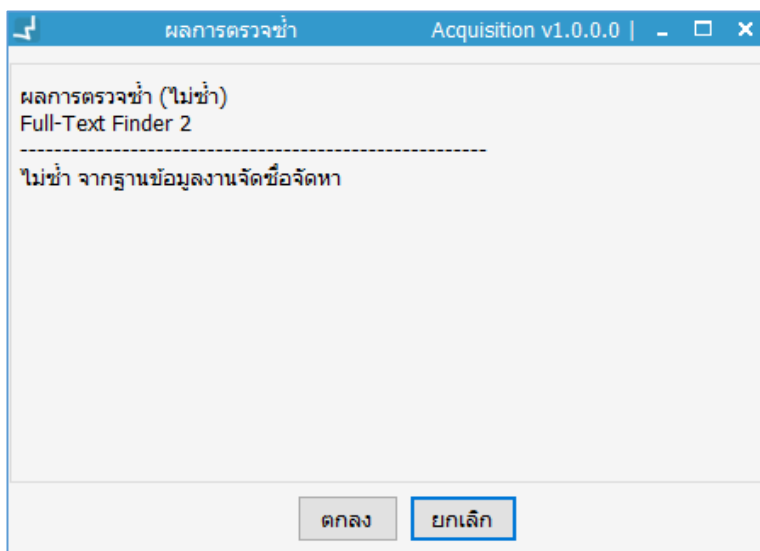 ผลการตรวจซ้ำ Acquisition v1.0.0.0 |
ผลการตรวจซ้ำ (ไม่ซ้ำ)
Full-Text Finder 2
-------------------------------------------------------
ไม่ซ้ำ จากฐานข้อมูลงานจัดซื้อจัดหา
ตกลง ยกเลิก